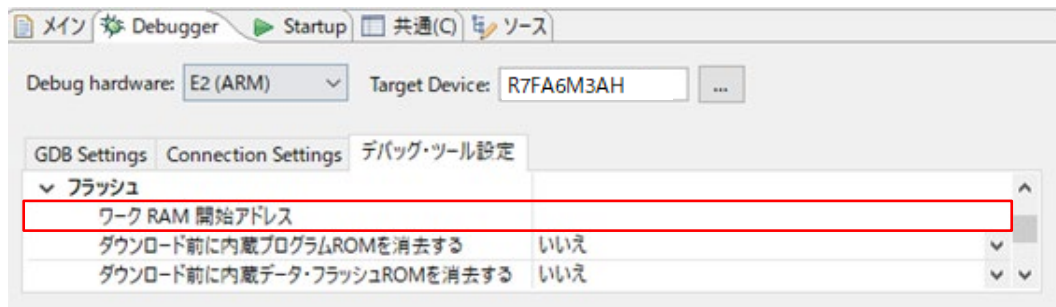 メイン Debugger Startup 共通(C) ソース
Debug hardware: E2 (ARM) Target Device: R7FA6M3AH ...
GDB Settings Connection Settings デバッグ・ツール設定
フラッシュ
ワーク RAM 開始アドレス
ダウンロード前に内蔵プログラムROMを消去する いいえ
ダウンロード前に内蔵データ・フラッシュROMを消去する いいえ